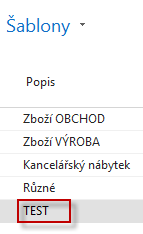 Šablony
Popis
Zboží OBCHOD
Zboží VÝROBA
Kancelářský nábytek
Různé
TEST